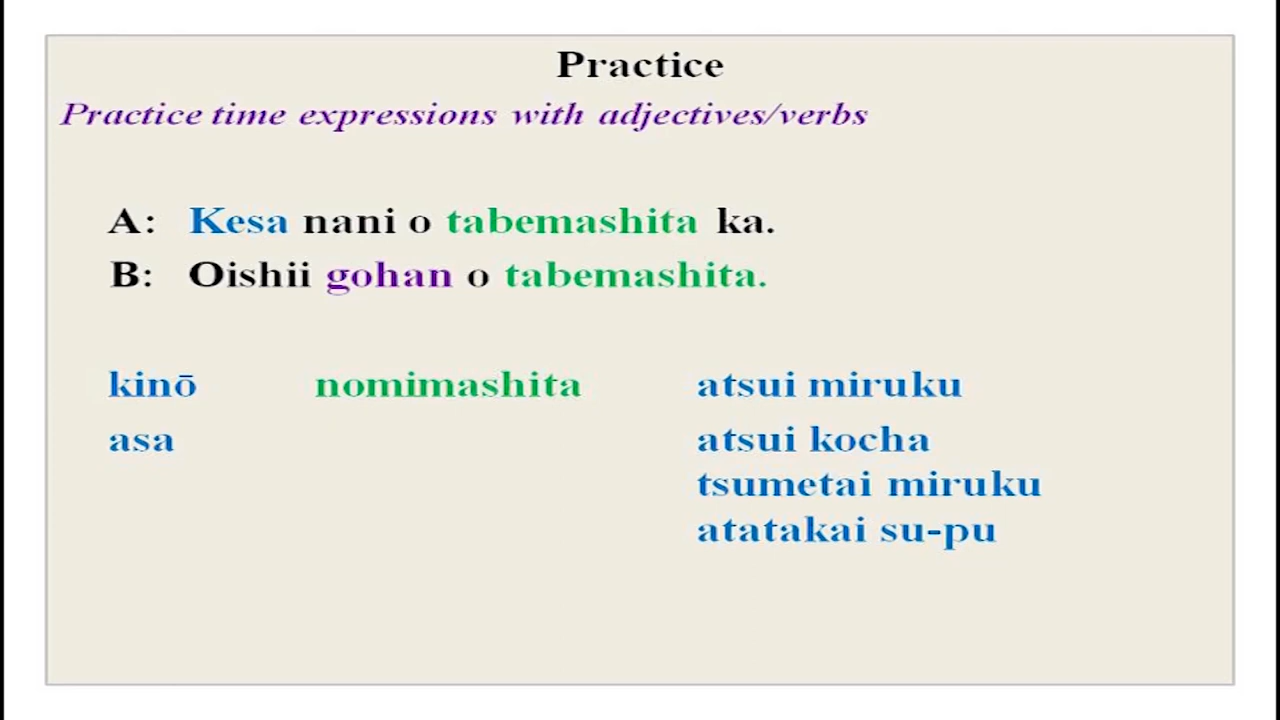 Practice
Practice time expressions with adjectives/verbs
A: Kesa nani o tabemashita ka.
B: Oishii gohan o tabemashita.
kinō nomimashita atsui miruku
asa atsui kocha
tsumetai miruku
atatakai su-pu